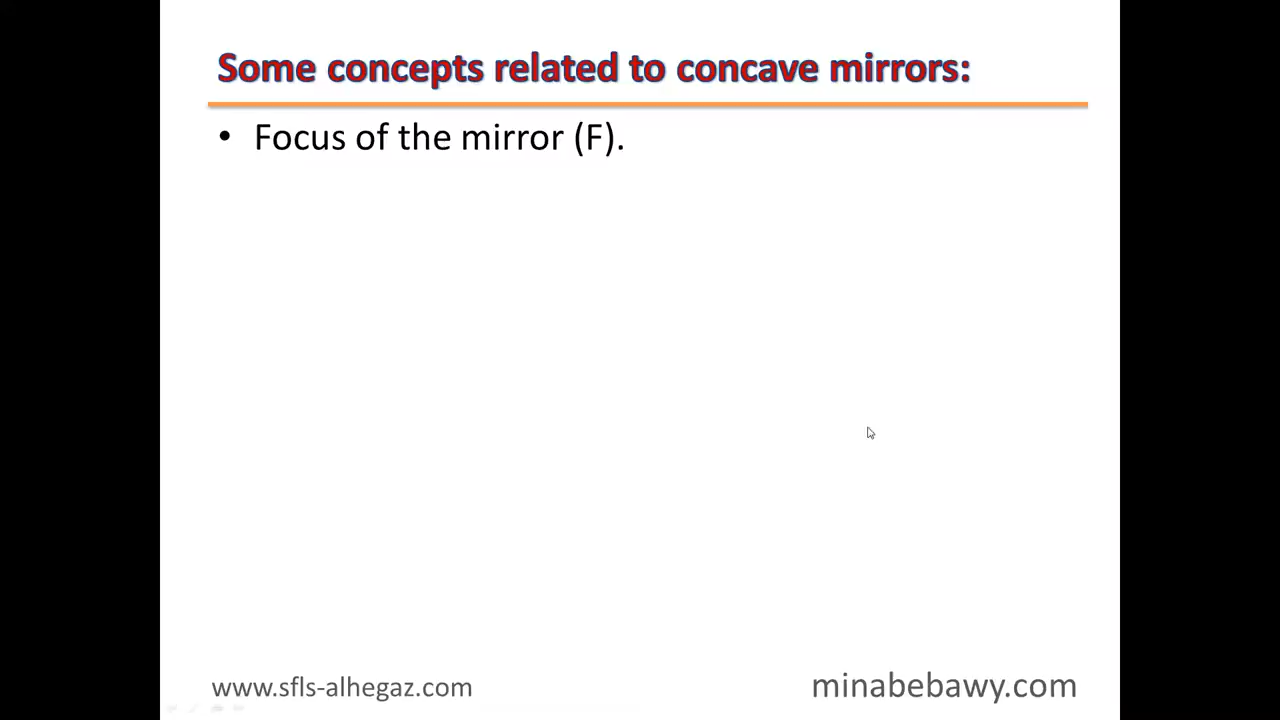 Some concepts related to concave mirrors:
• Focus of the mirror (F).
www.sfls-alhegaz.com
minabebawy.com